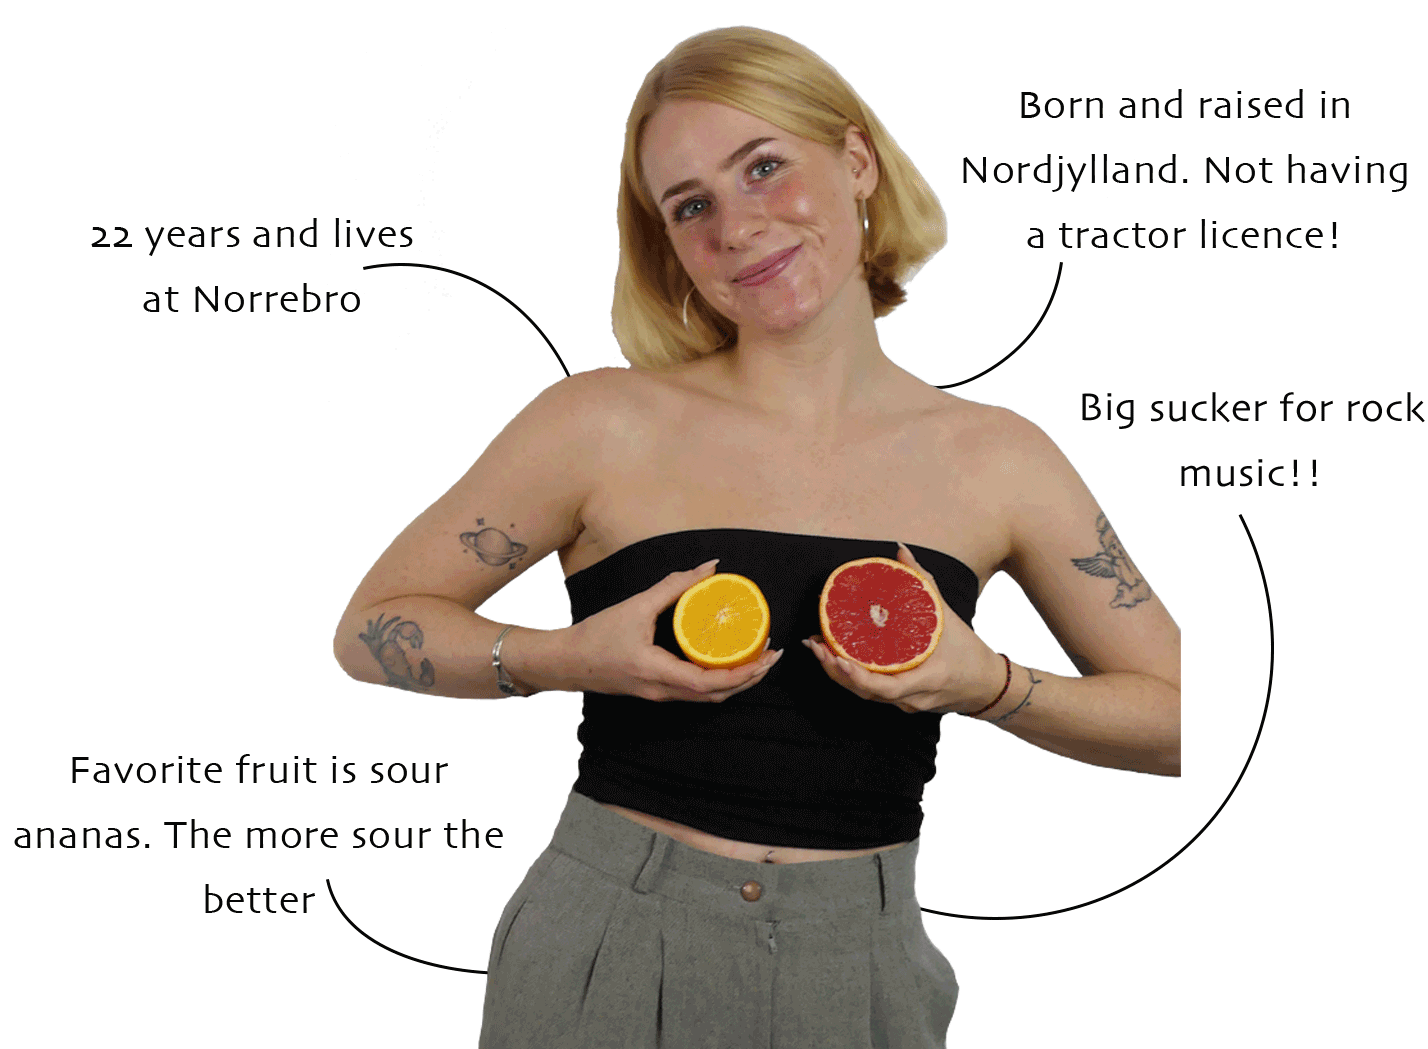 22 years and lives
at Norrebro
Born and raised in
Nordjylland. Not having
a tractor licence!
Big sucker for rock
music!!
Favorite fruit is sour
ananas. The more sour the
better